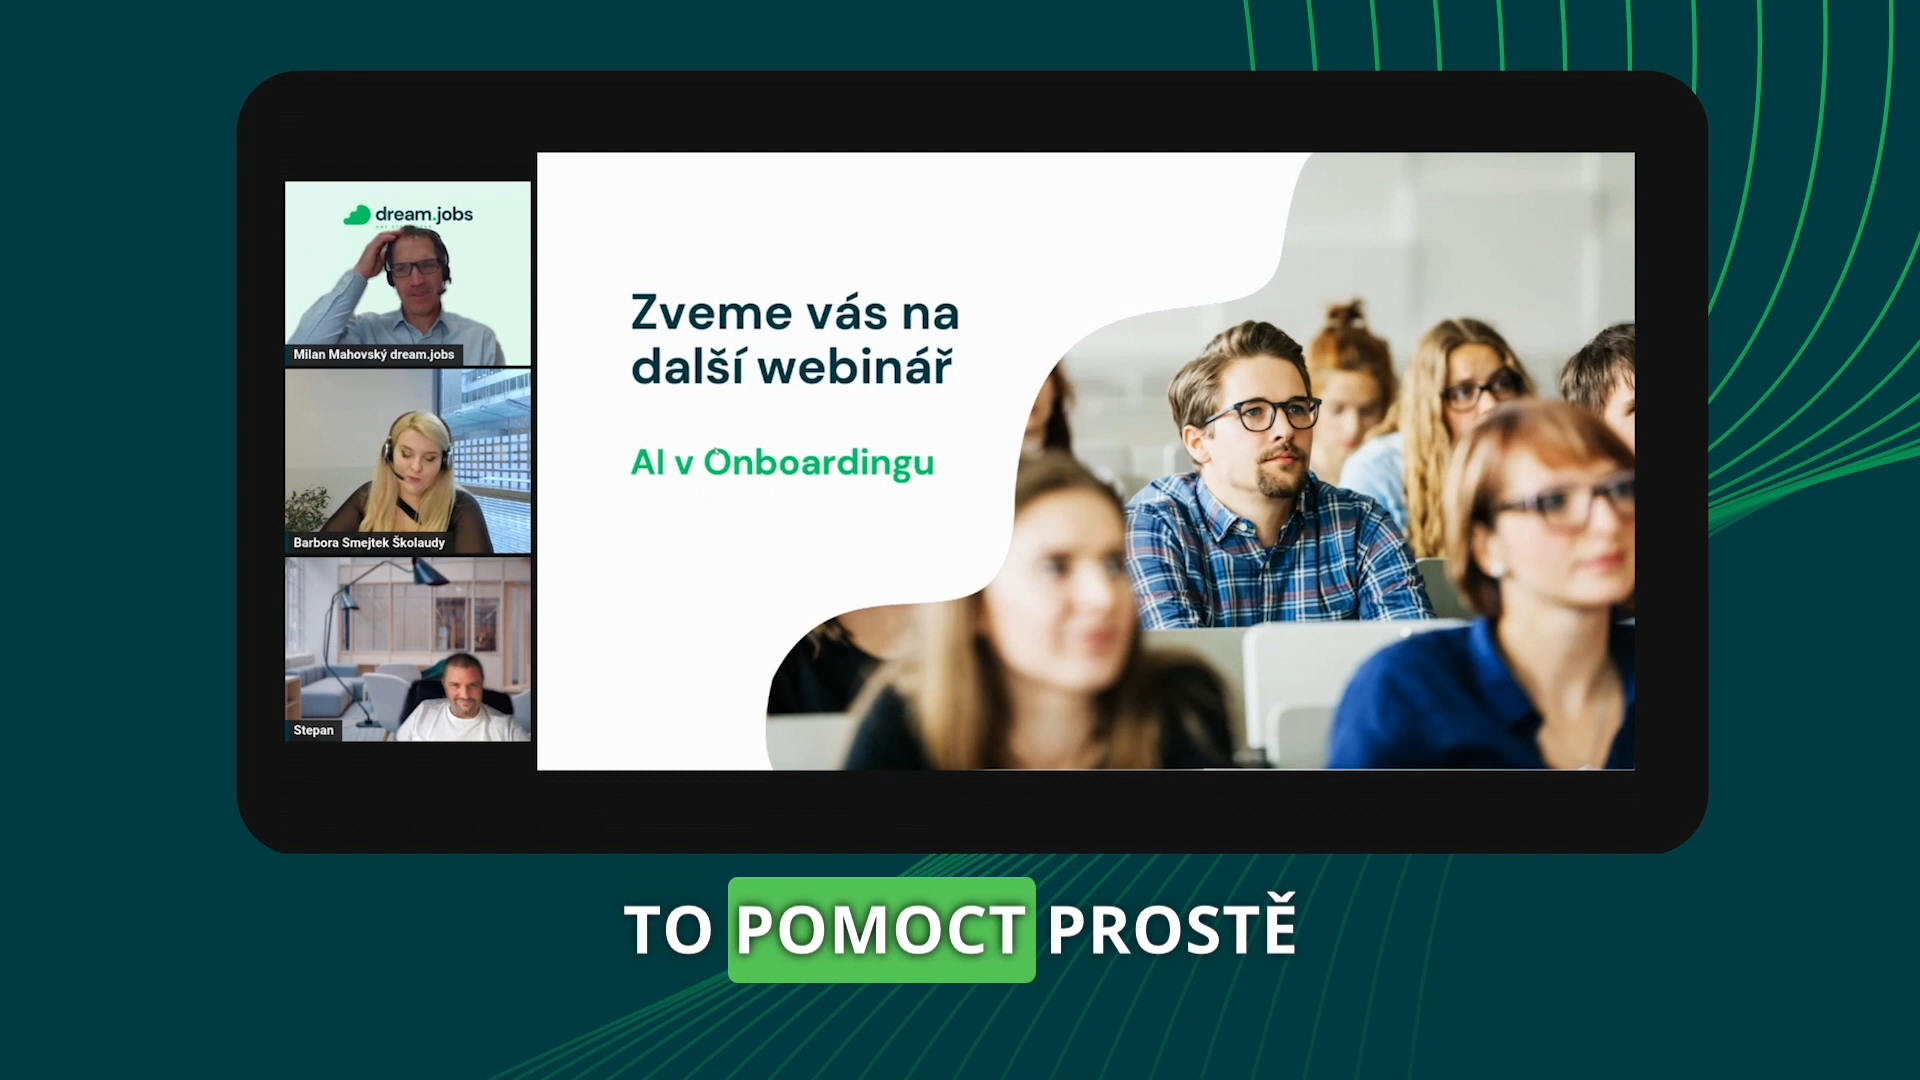 dream.jobs
Milan Mahovský dream.jobs
Barbora Smejtek Školaudy
Stepan
Zveme vás na
další webinář
AI v Onboardingu
TO POMOCT PROSTĚ